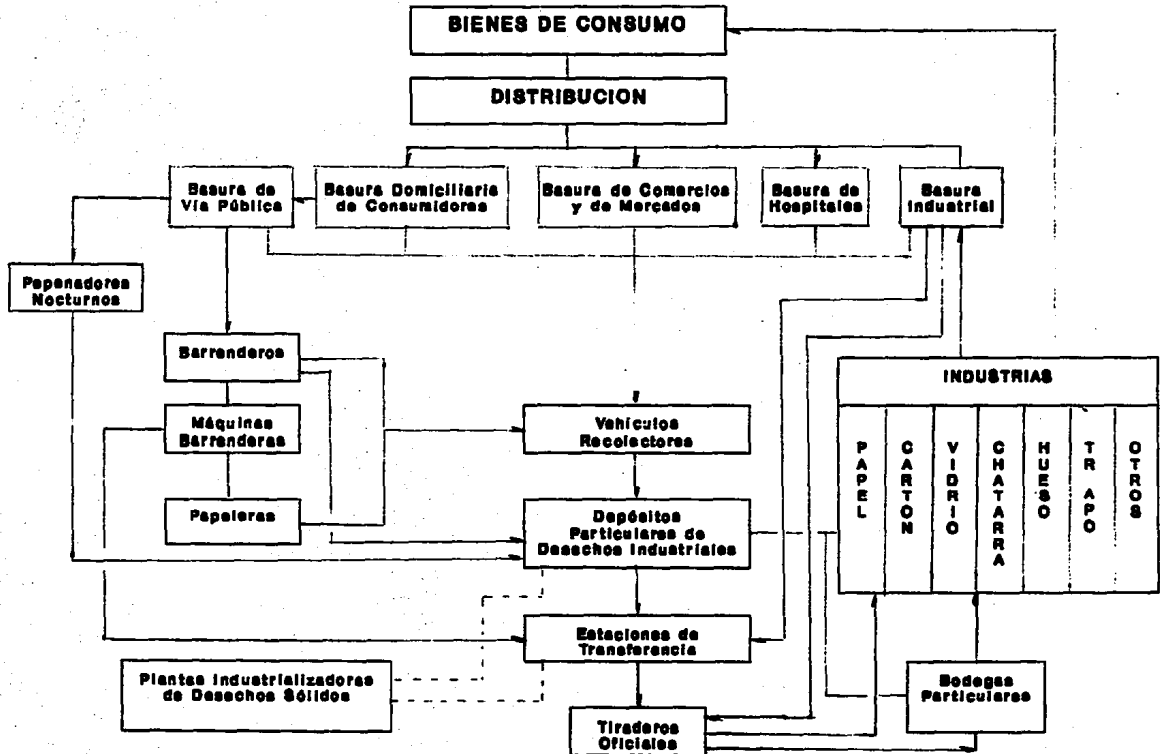 BIENES DE CONSUMO
DISTRIBUCION
Basura de
Vía Pública
Basura Domiciliaria
de Consumidores
Basura de Comercios
y de Mercados
Basura de
Hospitales
Basura
Industrial
Pepenadores
Nocturnos
Barrenderos
Máquinas
Barrenderas
Papeleras
Vehículos
Recolectores
Depósitos
Particulares de
Desechos Industriales
Estaciones de
Transferencia
Plantas Industrializadoras
de Desechos Sólidos
Tiraderos
Oficiales
INDUSTRIAS
PAPEL
CARTON
VIDRIO
CHATARRA
HUESO
TR APO
OTROS
Bodegas
Particulares